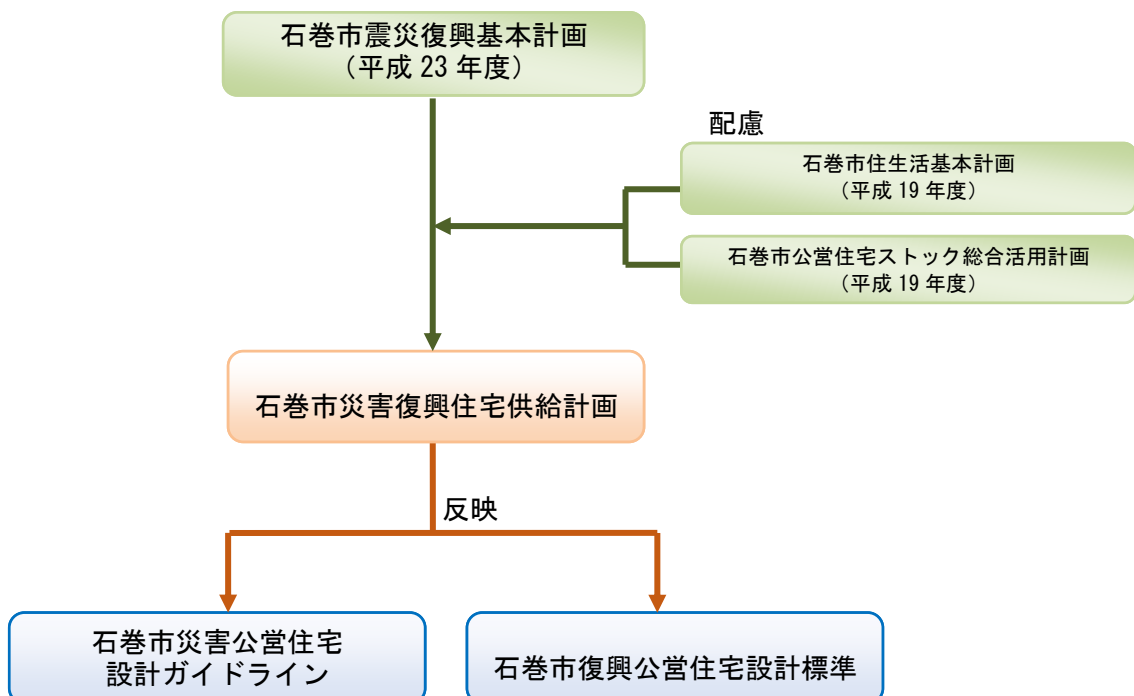 石巻市震災復興基本計画
（平成 23 年度）
配慮
石巻市住生活基本計画
（平成 19 年度）
石巻市公営住宅ストック総合活用計画
（平成 19 年度）
石巻市災害復興住宅供給計画
反映
石巻市災害公営住宅
設計ガイドライン
石巻市復興公営住宅設計標準